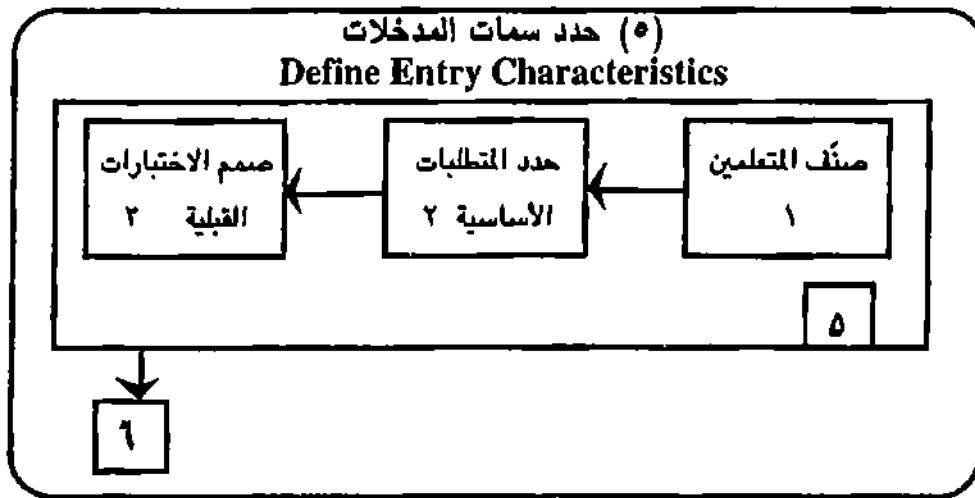 (٥) حدد سمات المدخلات
Define Entry Characteristics
صنّف المتعلمين
١
حدد المتطلبات
الأساسية ٢
صمم الاختبارات
القبلية ٣
٥
٦